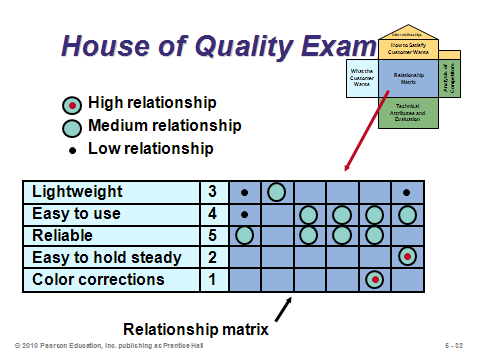 House of Quality Exam
Interrelationships
How to Satisfy
Customer Wants
What the
Customer
Wants
Relationship
Matrix
Analysis of
Competitors
Technical
Attributes and
Evaluation
High relationship
Medium relationship
Low relationship
Lightweight 3
Easy to use 4
Reliable 5
Easy to hold steady 2
Color corrections 1
Relationship matrix
© 2010 Pearson Education, Inc. publishing as Prentice Hall
6 - 32